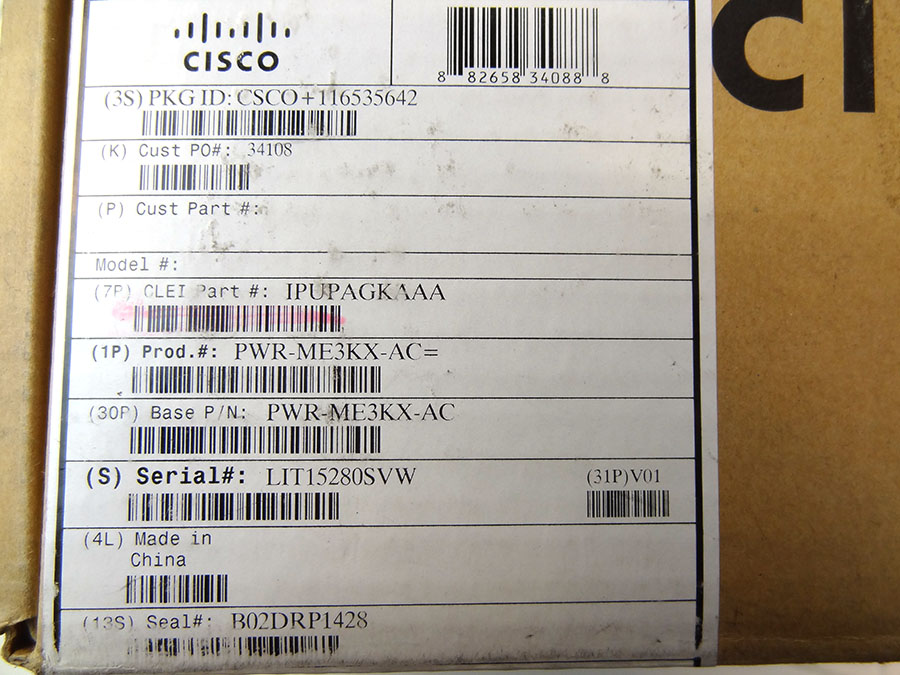 CISCO
8 82658 34088 8
CI
(3S) PKG ID: CSCO+116535642
(K) Cust PO#: 34108
(P) Cust Part #:
Model #:
(7P) CLEI Part #: IPUPAGKAAA
(1P) Prod.#: PWR-ME3KX-AC=
(30P) Base P/N: PWR-ME3KX-AC
(S) Serial#: LIT15280SVW
(31P)V01
(4L) Made in
China
(13S) Seal#: B02DRP1428